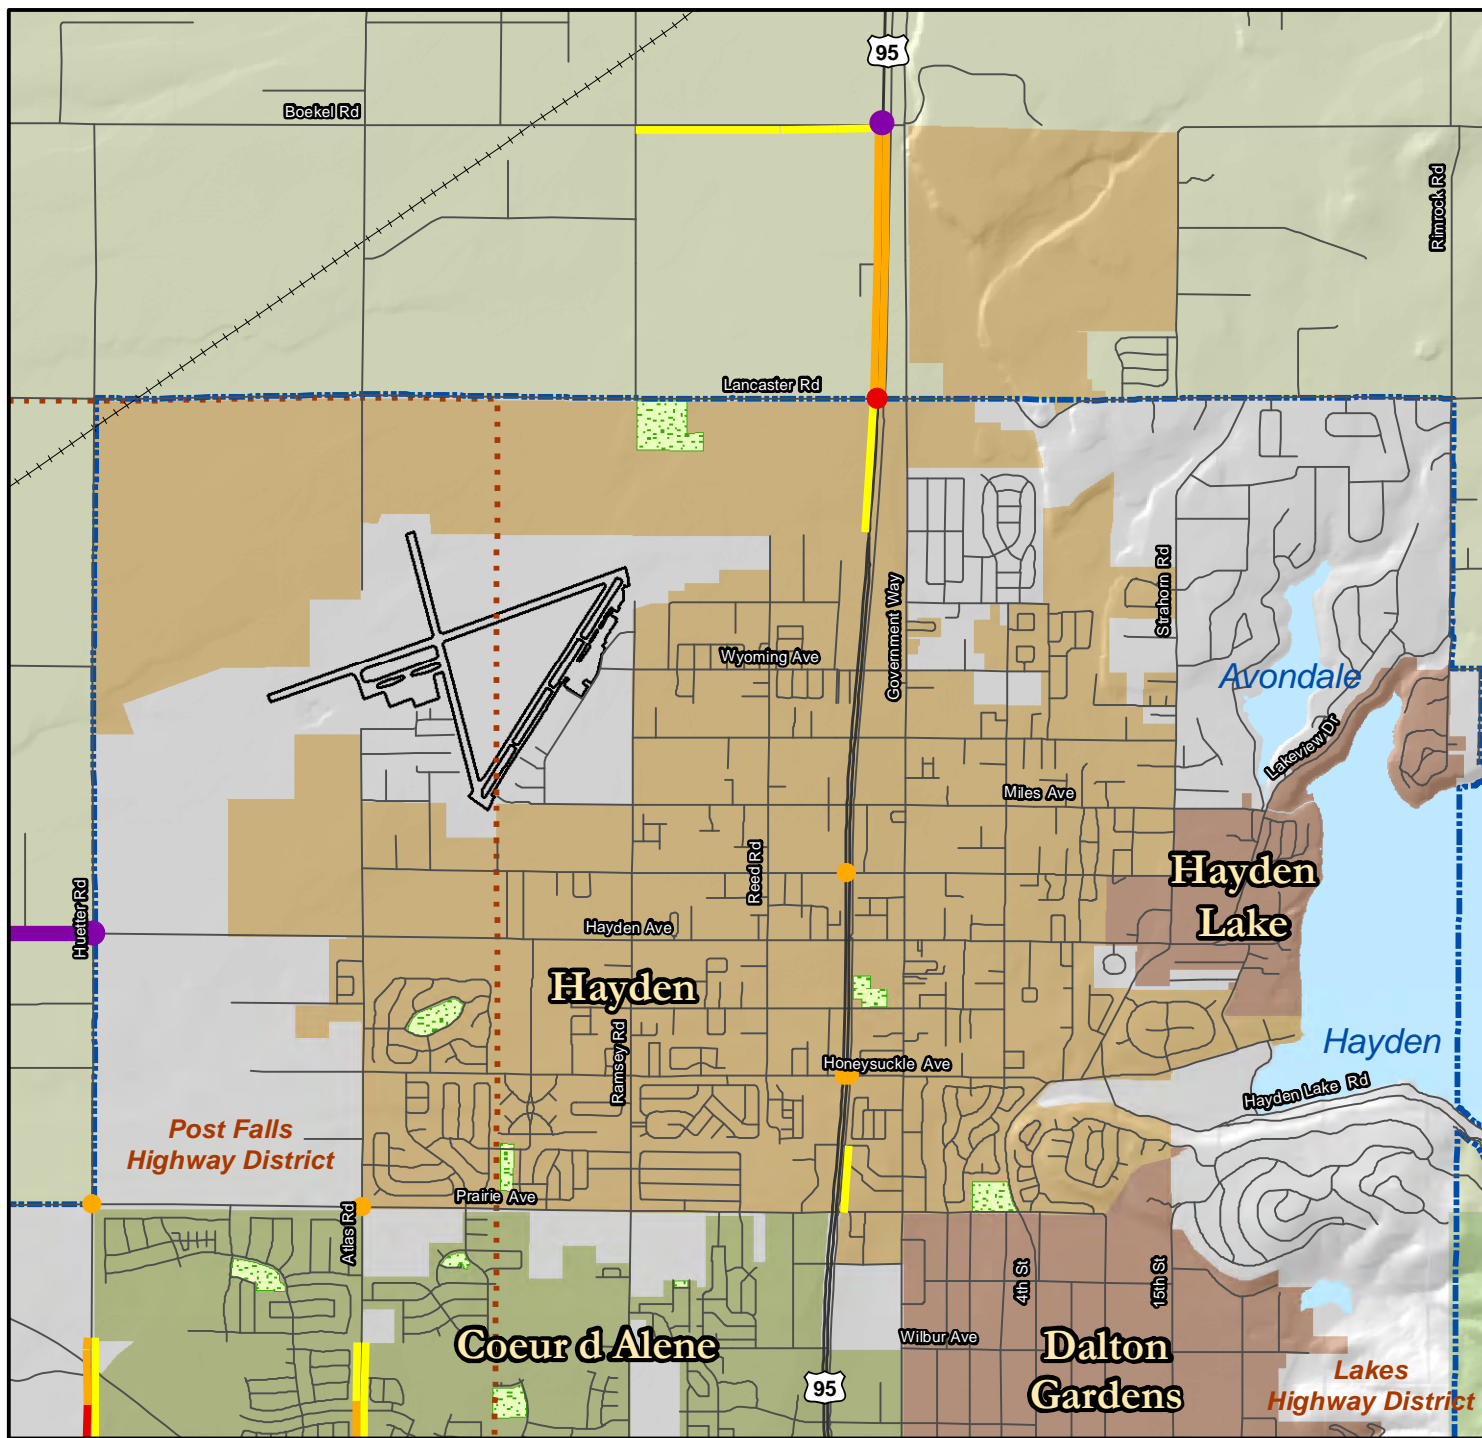 95
Boekel Rd
Rimrock Rd
Lancaster Rd
Strahorn Rd
Government Way
Wyoming Ave
Avondale
Lakeview Dr
Miles Ave
Reed Rd
Hayden
Lake
Huetter Rd
Hayden Ave
Hayden
Ramsey Rd
Honeysuckle Ave
Hayden
Hayden Lake Rd
Post Falls
Highway District
Prairie Ave
Atlas Rd
4th St
15th St
Coeur d Alene
Wilbur Ave
Dalton
Gardens
95
Lakes
Highway District